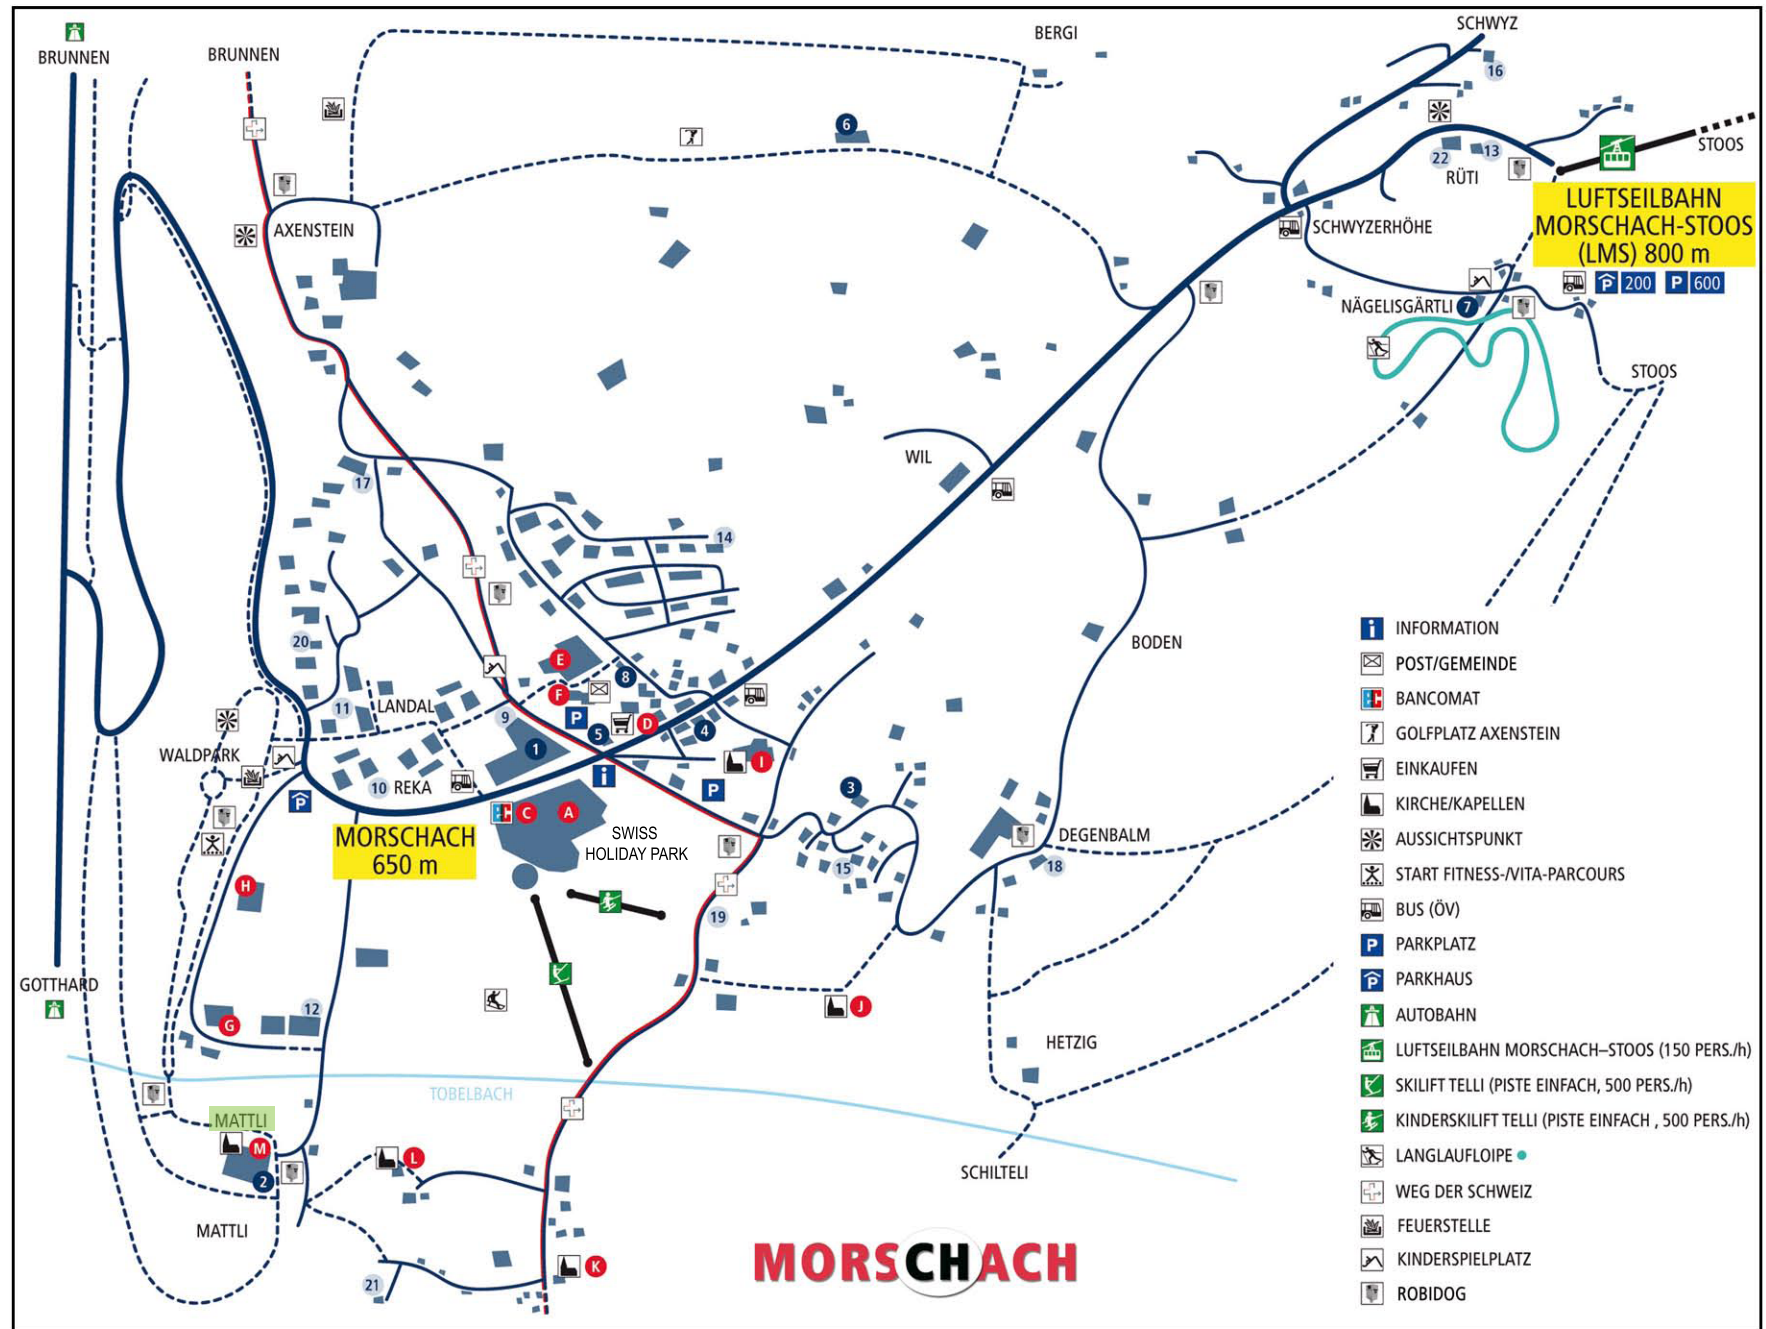 BRUNNEN
BRUNNEN
BERGI
SCHWYZ
16
6
22
13
RÜTI
STOOS
LUFTSEILBAHN
MORSCHACH-STOOS
(LMS) 800 m
AXENSTEIN
SCHWYZERHÖHE
P 200 P 600
NÄGELISGÄRTLI 7
STOOS
WIL
17
14
20
BODEN
E
8
F
11
LANDAL
9
P
D
5
4
1
WALDPARK
I
i
10
REKA
P
P
3
C
A
MORSCHACH
650 m
SWISS
HOLIDAY PARK
DEGENBALM
15
18
H
19
GOTTHARD
12
G
J
HETZIG
TOBELBACH
MATTLI
M
L
2
SCHILTELI
MATTLI
K
21
MORSCHACH
i INFORMATION
POST/GEMEINDE
BANCOMAT
GOLFPLATZ AXENSTEIN
EINKAUFEN
KIRCHE/KAPELLEN
AUSSICHTSPUNKT
START FITNESS-/VITA-PARCOURS
BUS (ÖV)
P PARKPLATZ
P PARKHAUS
AUTOBAHN
LUFTSEILBAHN MORSCHACH–STOOS (150 PERS./h)
SKILIFT TELLI (PISTE EINFACH, 500 PERS./h)
KINDERSKILIFT TELLI (PISTE EINFACH , 500 PERS./h)
LANGLAUFLOIPE
WEG DER SCHWEIZ
FEUERSTELLE
KINDERSPIELPLATZ
ROBIDOG